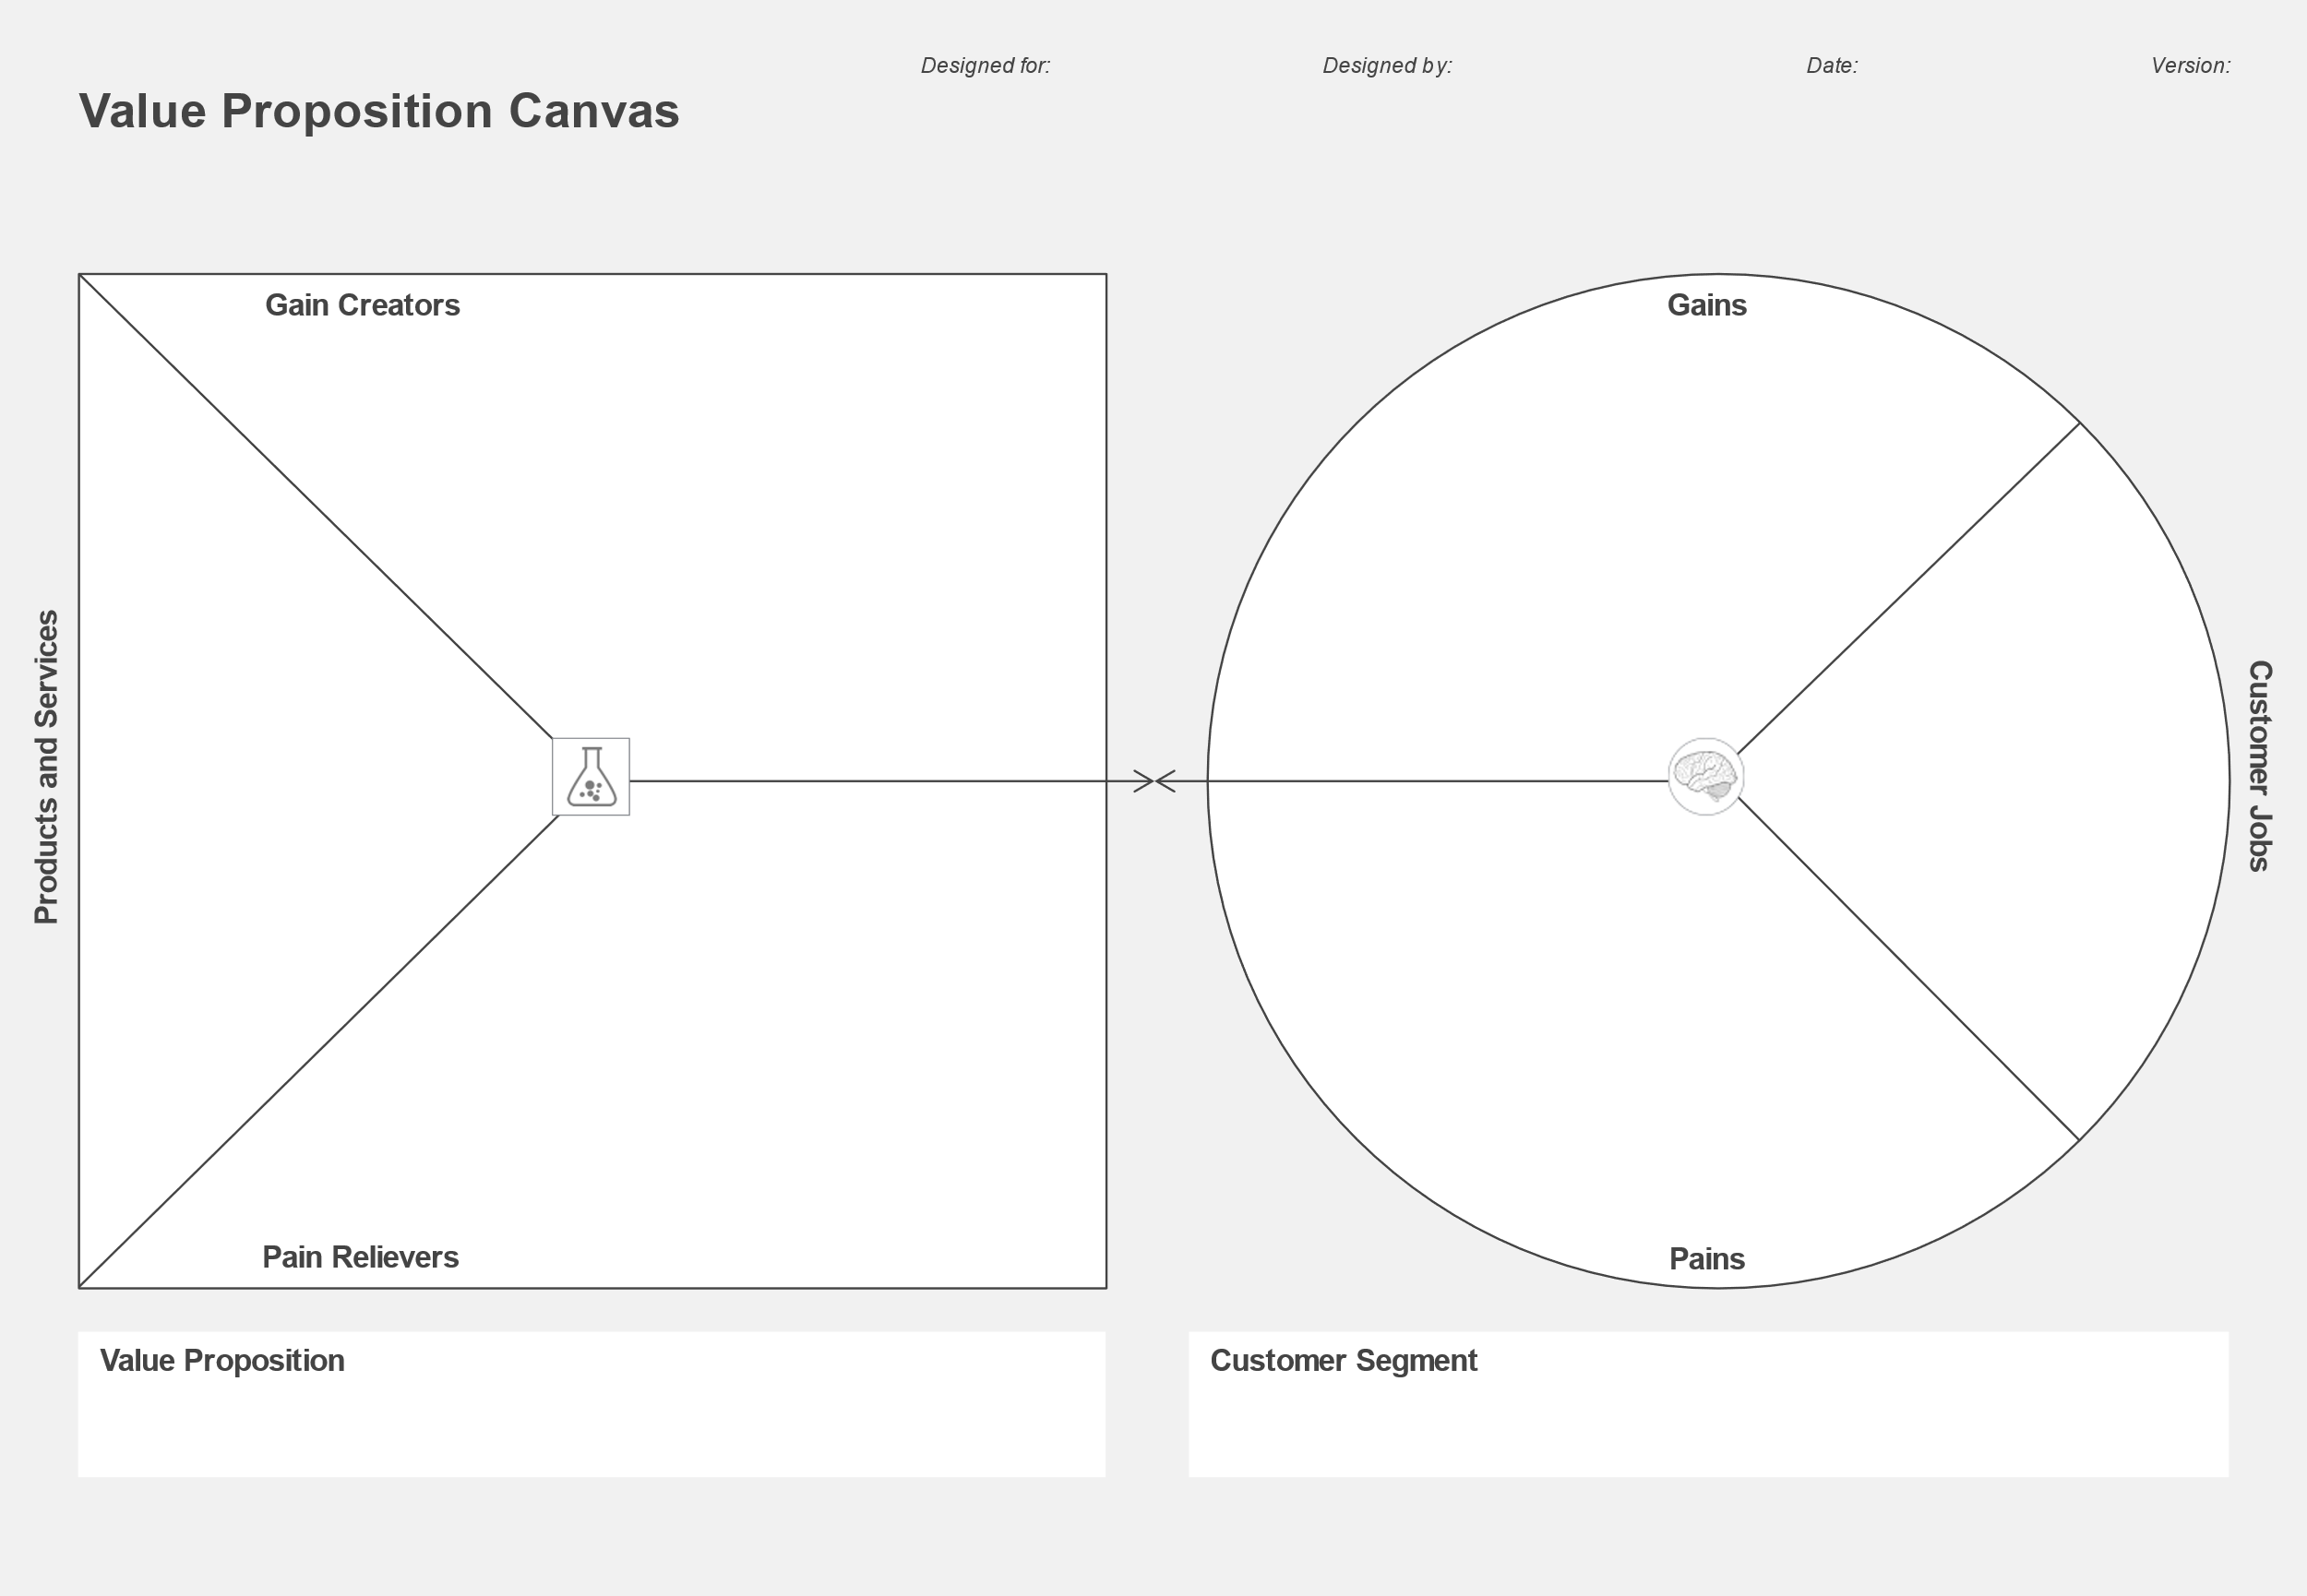 Designed for:
Designed by:
Date:
Version:
Value Proposition Canvas
Gain Creators
Gains
Products and Services
Customer Jobs
Pain Relievers
Pains
Value Proposition
Customer Segment